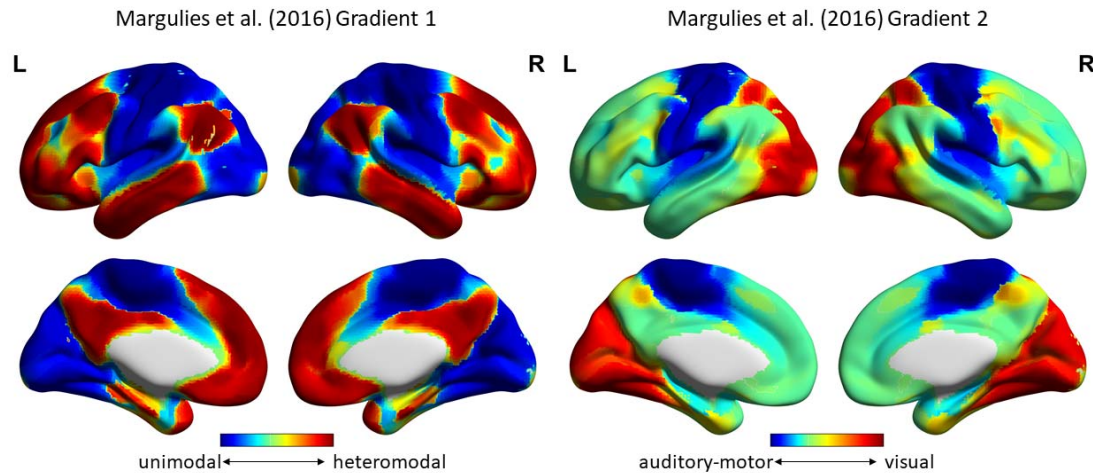 Margulies et al. (2016) Gradient 1
L
R
unimodal heteromodal
Margulies et al. (2016) Gradient 2
L
R
auditory-motor visual